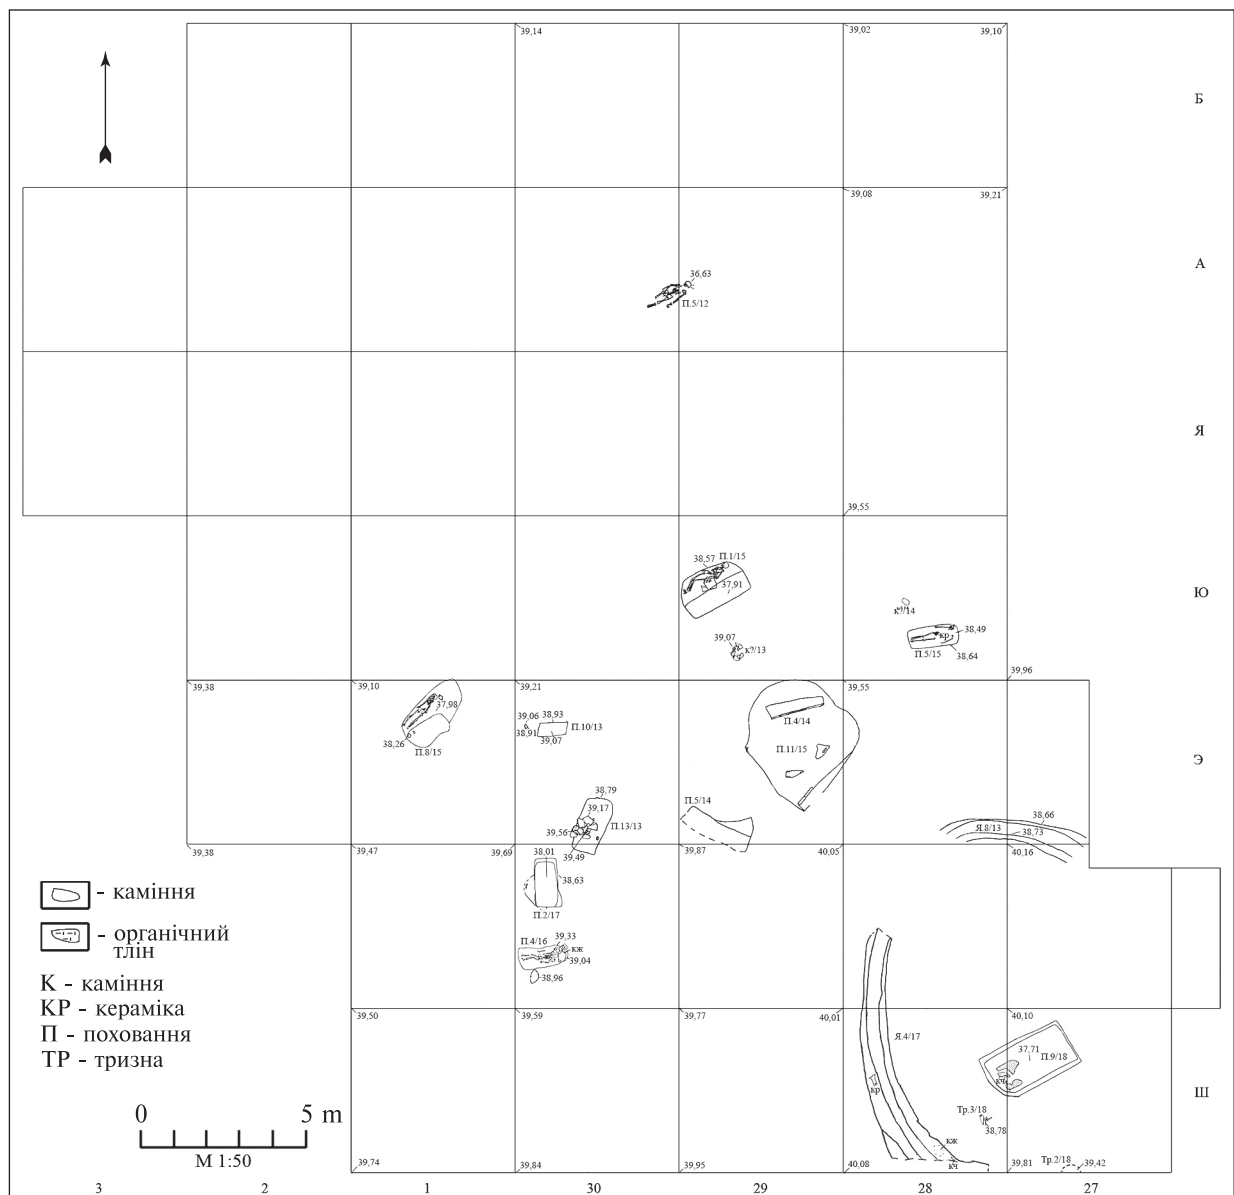 39,14
39,02
39,10
Б
39,08
39,21
А
36,63
П.5/12
Я
39,55
38,57
П.1/15
37,91
Ю
к?/14
39,07
к?/13
кр
38,49
П.5/15
38,64
39,96
39,38
39,10
39,21
39,55
37,98
39,06
38,93
П.10/13
38,91
39,07
38,26
П.8/15
П.4/14
П.11/15
Э
38,79
П.5/14
39,17
П.13/13
39,56
39,49
38,66
Я.8/13
38,73
39,38
39,47
39,69
39,87
40,05
40,16
38,01
38,63
П.2/17
- каміння
- органічний
тлін
К - каміння
КР - кераміка
П - поховання
ТР - тризна
П.4/16
39,33
кж
39,04
38,96
39,50
39,59
39,77
40,01
40,10
Я.4/17
37,71
П.9/18
кч
кр
Ш
Тр.3/18
38,78
кж
кч
0 5 m
М 1:50
39,74
39,84
39,95
40,08
39,81
Тр.2/18
39,42
3 2 1 30 29 28 27